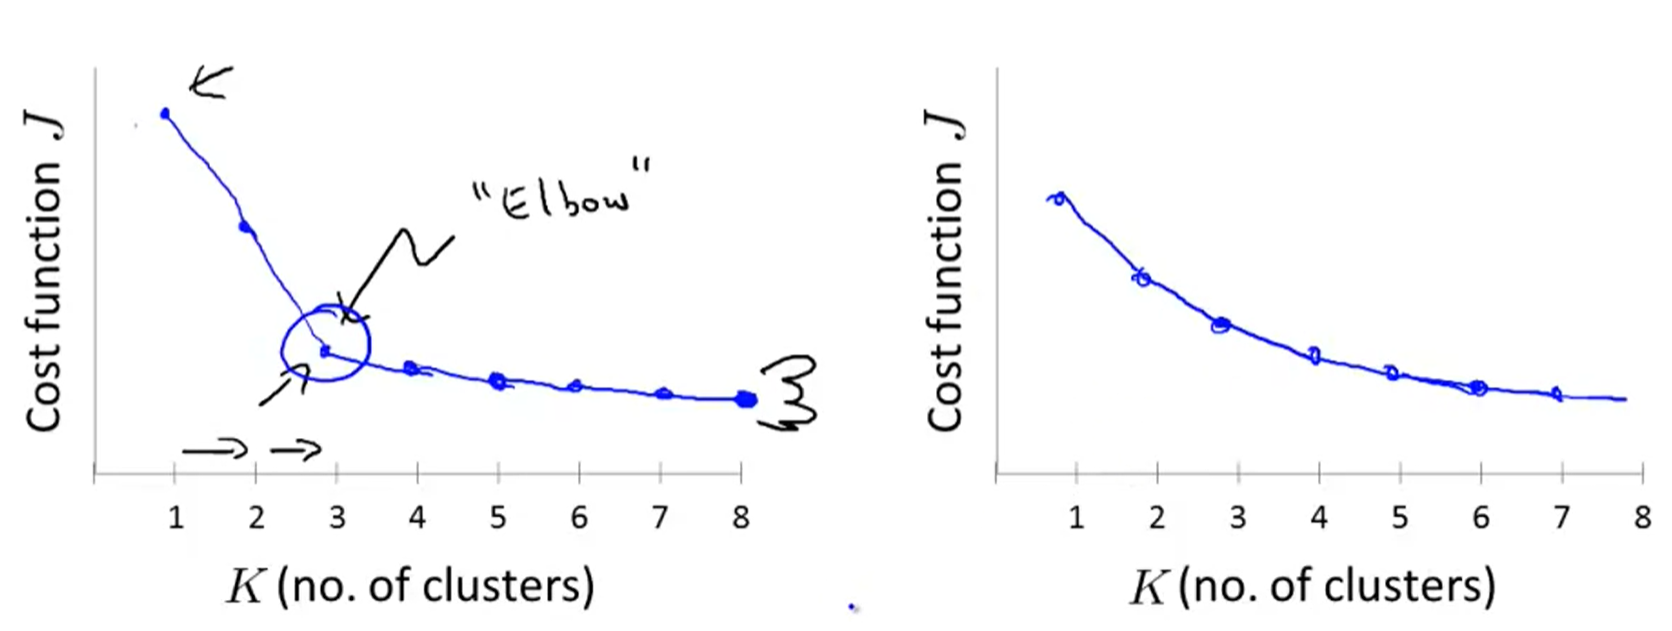 "Elbow"
Cost function J
1 2 3 4 5 6 7 8
K (no. of clusters)
Cost function J
1 2 3 4 5 6 7 8
K (no. of clusters)